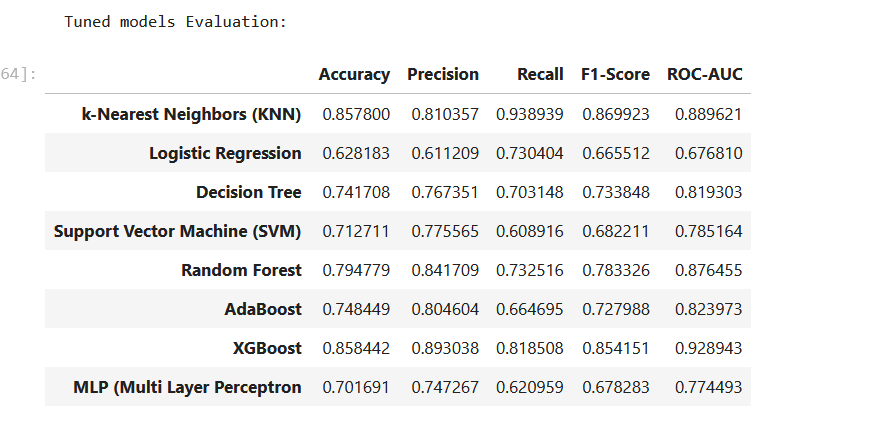 Tuned models Evaluation:
64]:
Accuracy Precision Recall F1-Score ROC-AUC
k-Nearest Neighbors (KNN) 0.857800 0.810357 0.938939 0.869923 0.889621
Logistic Regression 0.628183 0.611209 0.730404 0.665512 0.676810
Decision Tree 0.741708 0.767351 0.703148 0.733848 0.819303
Support Vector Machine (SVM) 0.712711 0.775565 0.608916 0.682211 0.785164
Random Forest 0.794779 0.841709 0.732516 0.783326 0.876455
AdaBoost 0.748449 0.804604 0.664695 0.727988 0.823973
XGBoost 0.858442 0.893038 0.818508 0.854151 0.928943
MLP (Multi Layer Perceptron 0.701691 0.747267 0.620959 0.678283 0.774493